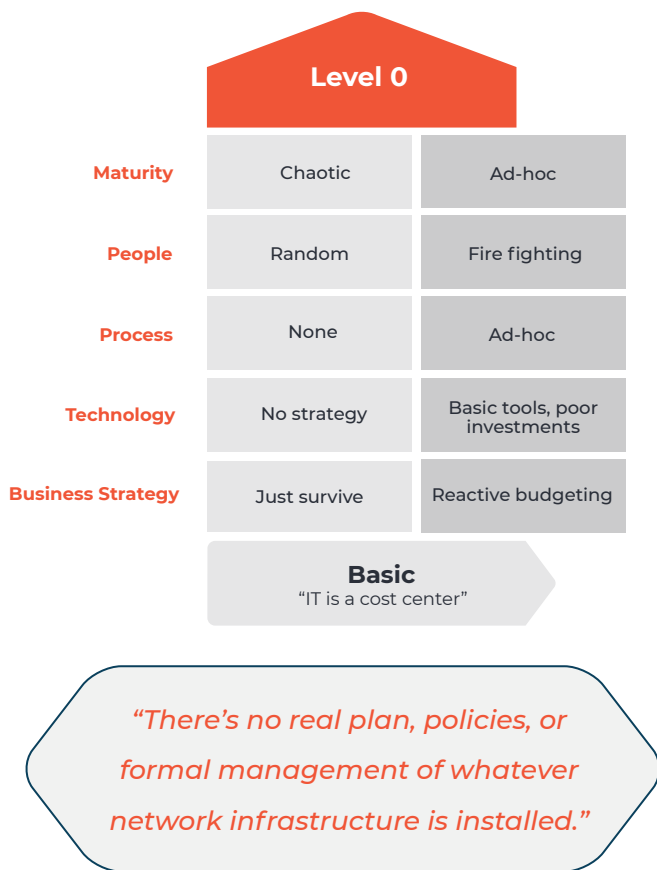 Level 0
Maturity
Chaotic
Ad-hoc
People
Random
Fire fighting
Process
None
Ad-hoc
Technology
No strategy
Basic tools, poor
investments
Business Strategy
Just survive
Reactive budgeting
Basic
“IT is a cost center”
“There’s no real plan, policies, or
formal management of whatever
network infrastructure is installed.”